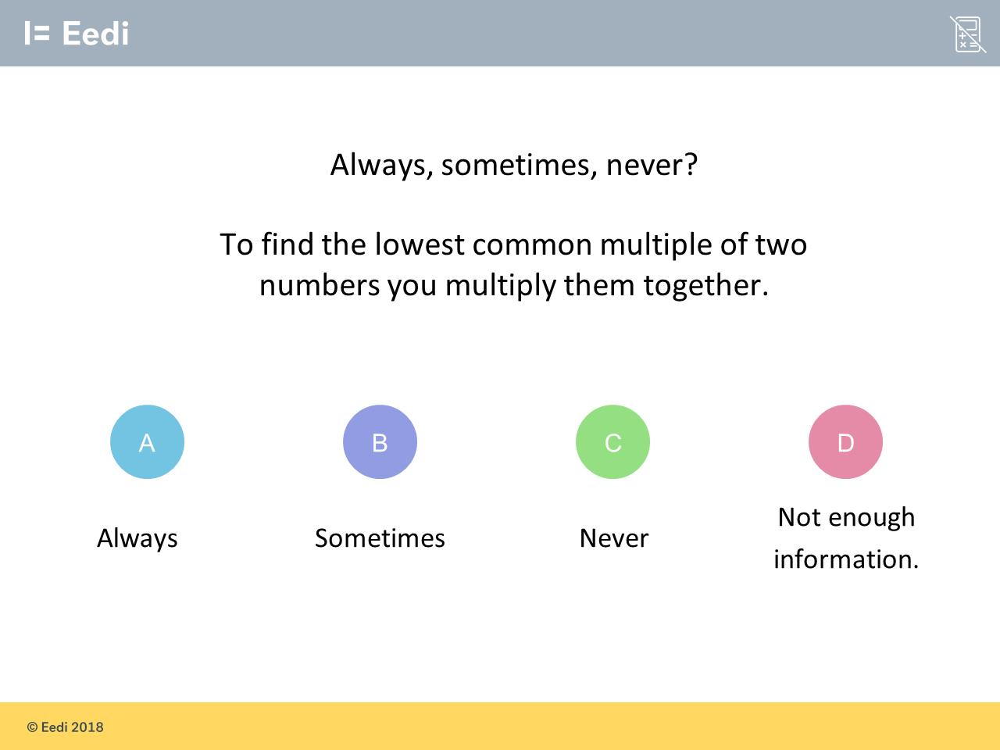 Eedi
Always, sometimes, never?
To find the lowest common multiple of two
numbers you multiply them together.
A
B
C
D
Always
Sometimes
Never
Not enough
information.
© Eedi 2018